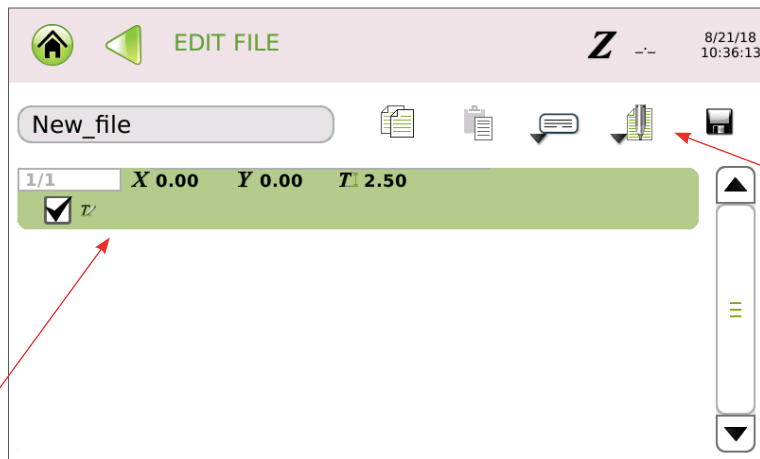 EDIT FILE
Z -.-
8/21/18
10:36:13
New_file
1/1 X 0.00 Y 0.00 T 2.50
T